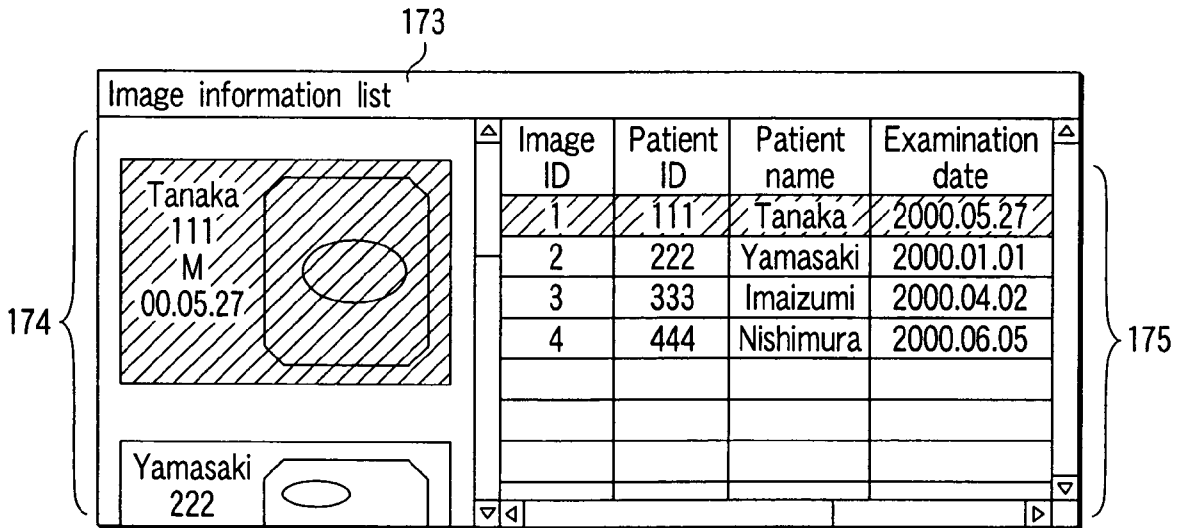 173
Image information list
174
Tanaka
111
M
00.05.27
Yamasaki
222
Image ID Patient ID Patient name Examination date
1 111 Tanaka 2000.05.27
2 222 Yamasaki 2000.01.01
3 333 Imaizumi 2000.04.02
4 444 Nishimura 2000.06.05
175